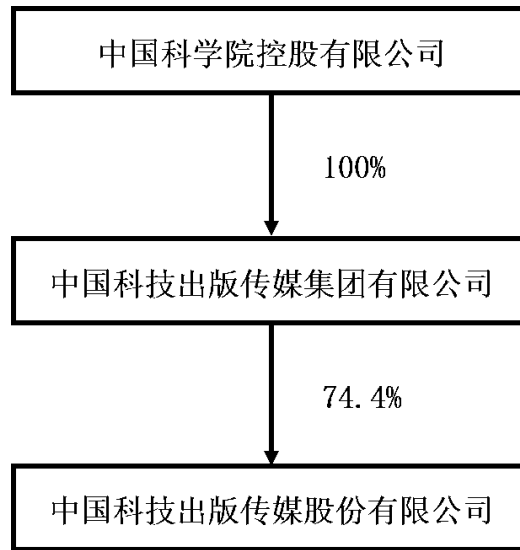 中国科学院控股有限公司
100%
中国科技出版传媒集团有限公司
74.4%
中国科技出版传媒股份有限公司